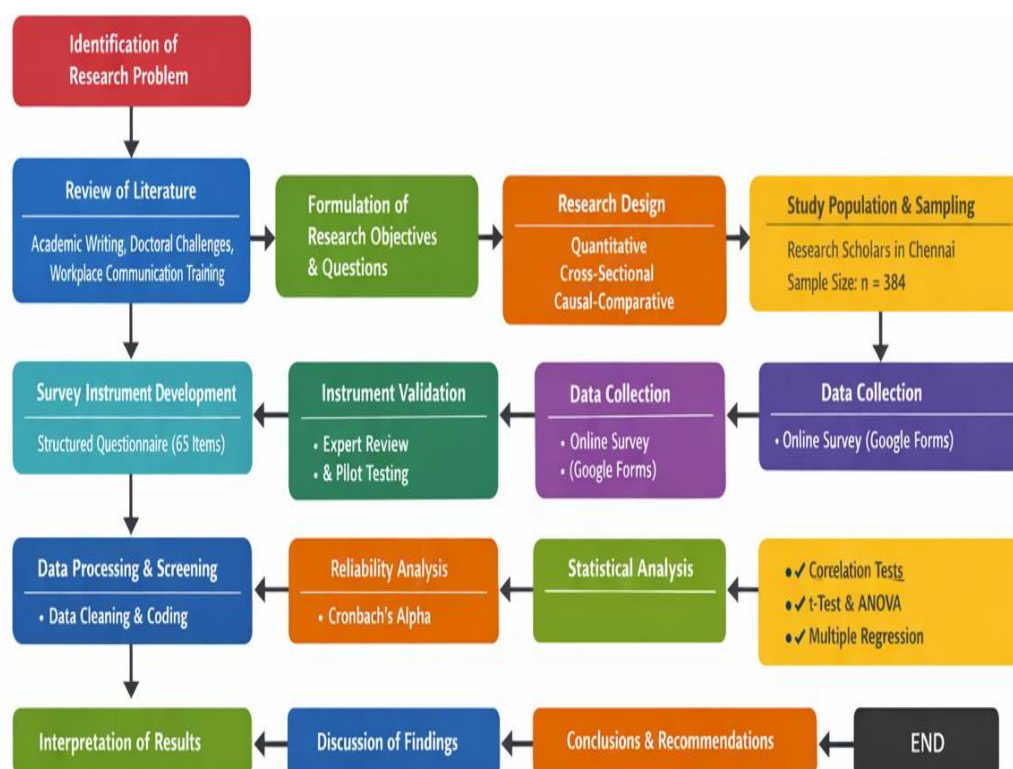 Identification of
Research Problem
Review of Literature
Academic Writing, Doctoral Challenges,
Workplace Communication Training
Formulation of
Research Objectives
& Questions
Research Design
Quantitative
Cross-Sectional
Causal-Comparative
Study Population & Sampling
Research Scholars in Chennai
Sample Size: n = 384
Survey Instrument Development
Structured Questionnaire (65 Items)
Instrument Validation
• Expert Review
• & Pllot Testing
Data Collection
• Online Survey
• (Google Forms)
Data Collection
• Online Survey (Google Forms)
Data Processing & Screening
• Data Cleaning & Coding
Reliability Analysis
• Cronbach's Alpha
Statistical Analysis
• ✓ Correlation Tests
• ✓ t-Test & ANOVA
• ✓ Multiple Regression
Interpretation of Results
Discussion of Findings
Conclusions & Recommendations
END